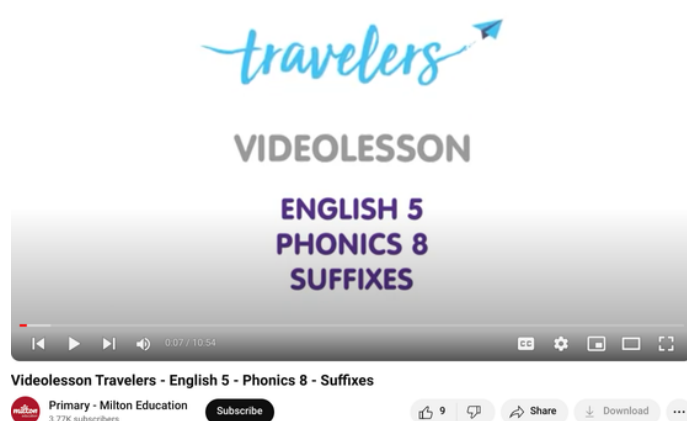 travelers
VIDEOLESSON
ENGLISH 5
PHONICS 8
SUFFIXES
0:07 / 10:54
CC
Videolesson Travelers - English 5 - Phonics 8 - Suffixes
milton
Primary - Milton Education
3.77K subscribers
Subscribe
9
Share
Download